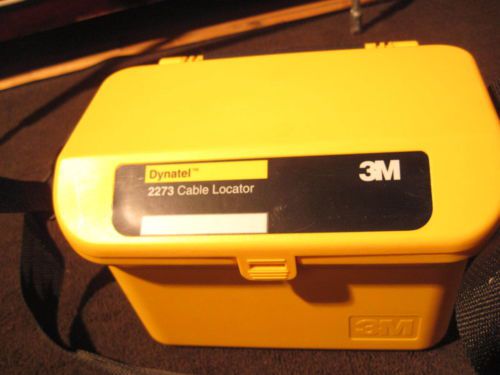 Dynatel™
2273 Cable Locator
3M
3M